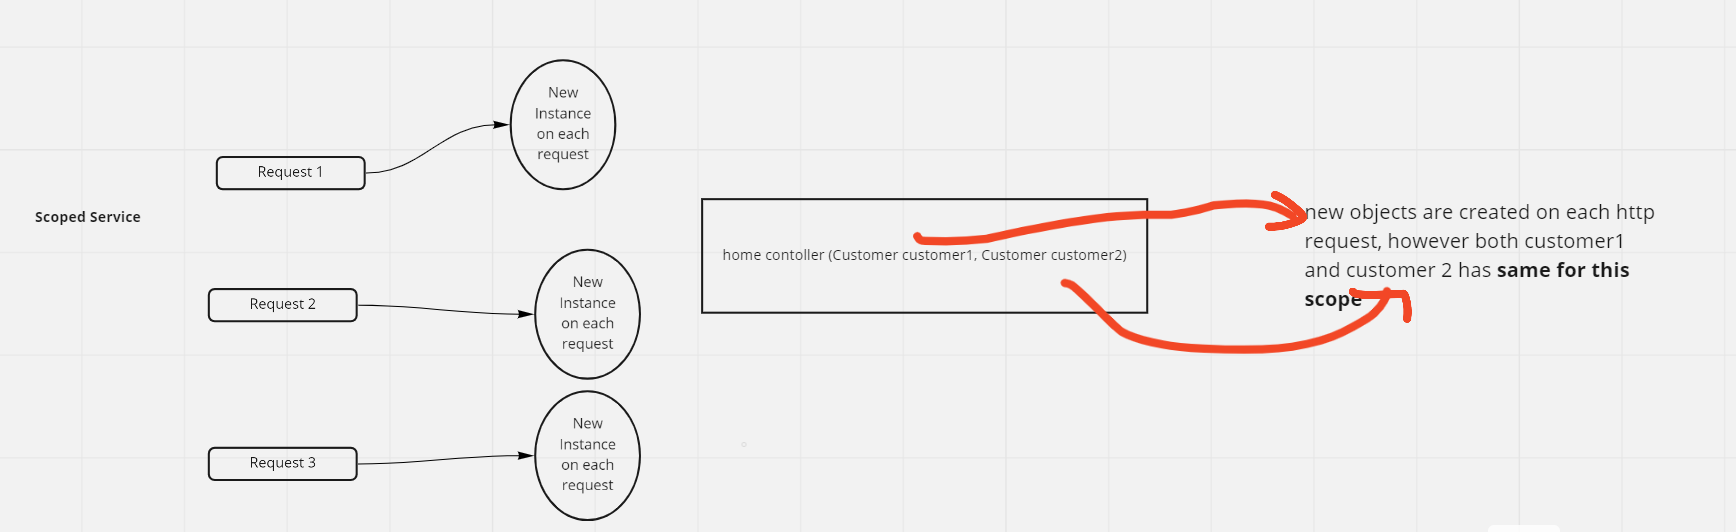 New
Instance
on each
request
Request 1
Scoped Service
New
Instance
on each
request
Request 2
New
Instance
on each
request
Request 3
home contoller (Customer customer1, Customer customer2)
new objects are created on each http
request, however both customer1
and customer 2 has same for this
scope